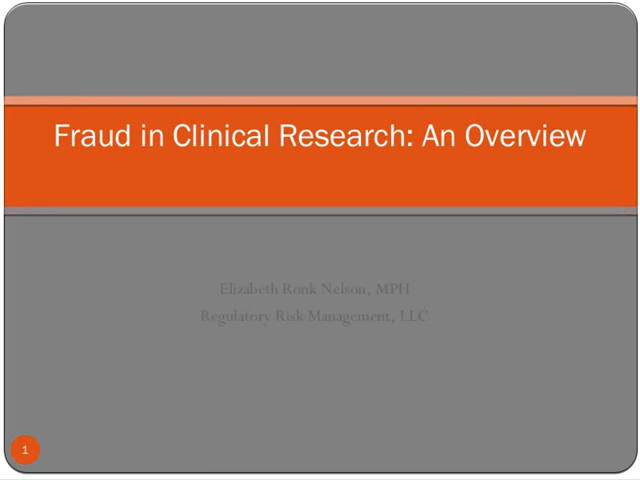 Fraud in Clinical Research: An Overview
Elizabeth Ronk Nelson, MPH
Regulatory Risk Management, LLC
1